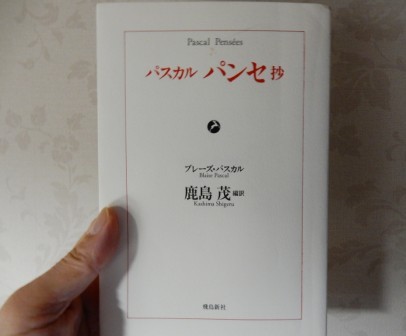 Pascal Pensées
パスカル パンセ抄
ブレーズ・パスカル
Blaise Pascal
鹿島 茂 編訳
Kashima Shigeru
飛鳥新社